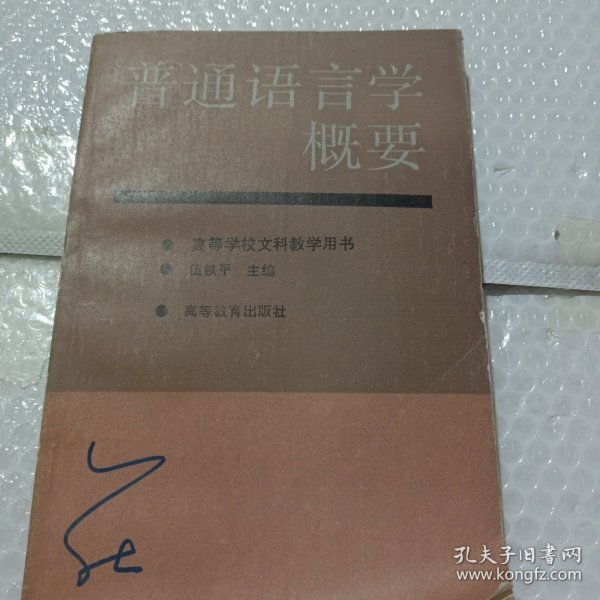 普通语言学
概要
● 高等学校文科教学用书
● 伍铁平 主编
● 高等教育出版社
孔夫子旧书网
www.kongfz.com